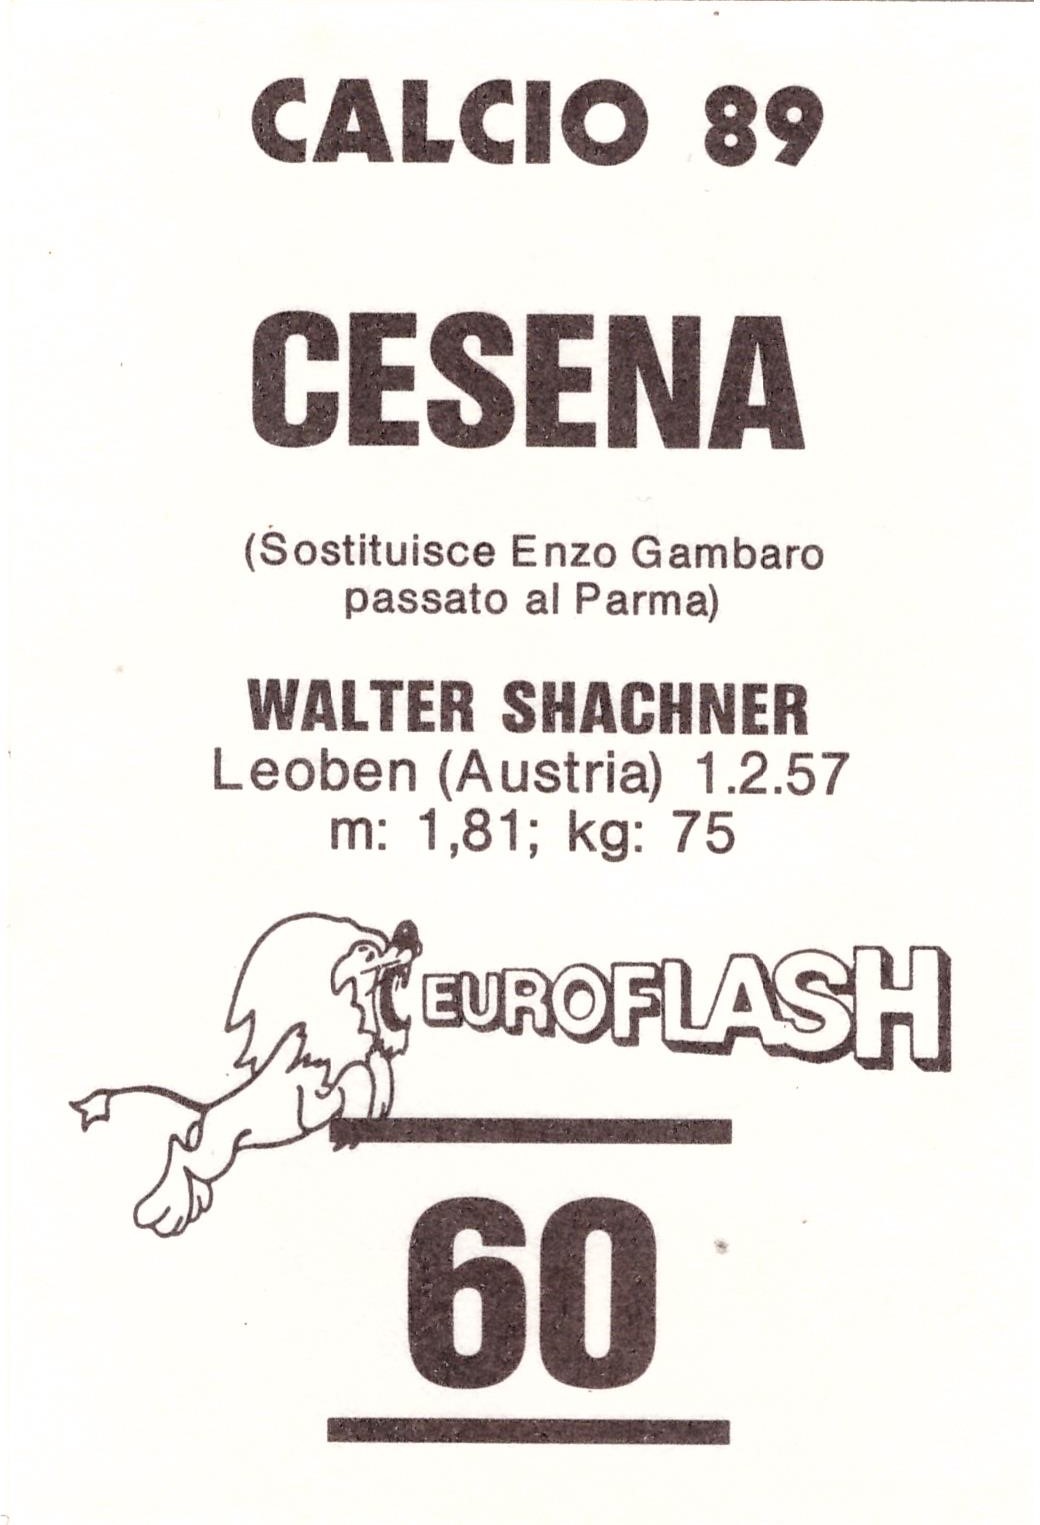 CALCIO 89
CESENA
(Sostituisce Enzo Gambaro
passato al Parma)
WALTER SHACHNER
Leoben (Austria) 1.2.57
m: 1,81; kg: 75
EUROFLASH
60